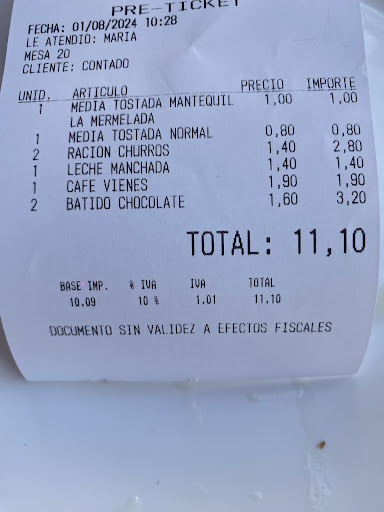 PRE-TICKET
FECHA: 01/08/2024 10:28
LE ATENDIO: MARIA
MESA 20
CLIENTE: CONTADO
UNID. ARTICULO PRECIO IMPORTE
1 MEDIA TOSTADA MANTEQUIL 1,00 1,00
LA MERMELADA
1 MEDIA TOSTADA NORMAL 0,80 0,80
2 RACION CHURROS 1,40 2,80
1 LECHE MANCHADA 1,40 1,40
1 CAFE VIENES 1,90 1,90
2 BATIDO CHOCOLATE 1,60 3,20
TOTAL: 11,10
BASE IMP. % IVA IVA TOTAL
10.09 10 % 1.01 11.10
DOCUMENTO SIN VALIDEZ A EFECTOS FISCALES